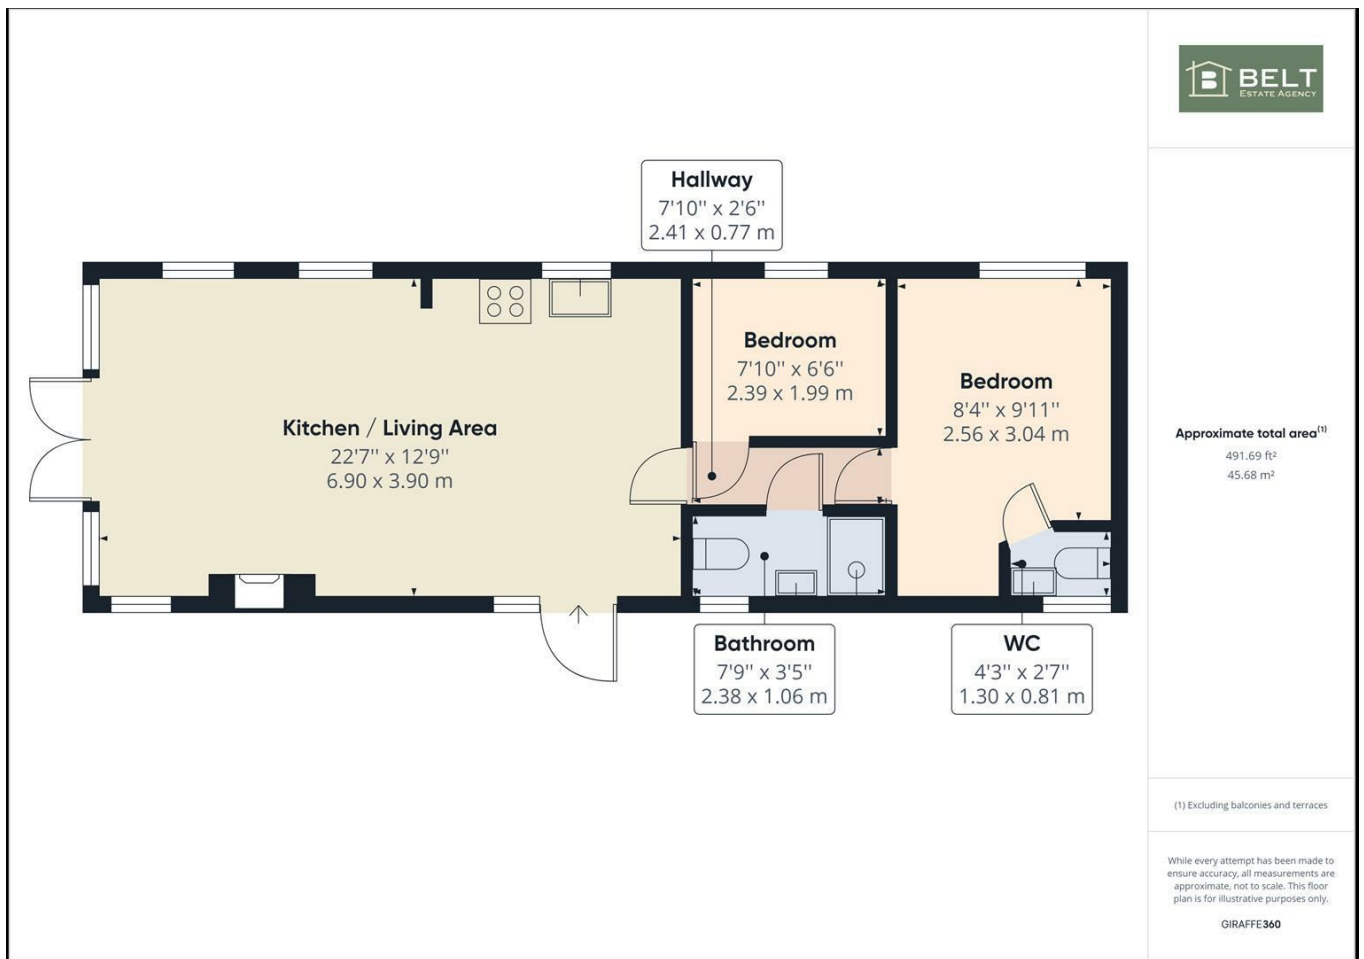 B BELT
ESTATE AGENCY
Hallway
7'10" x 2'6"
2.41 x 0.77 m
Bedroom
7'10" x 6'6"
2.39 x 1.99 m
Bedroom
8'4" x 9'11"
2.56 x 3.04 m
Kitchen / Living Area
22'7" x 12'9"
6.90 x 3.90 m
Bathroom
7'9" x 3'5"
2.38 x 1.06 m
WC
4'3" x 2'7"
1.30 x 0.81 m
Approximate total area(1)
491.69 ft²
45.68 m²
(1) Excluding balconies and terraces
While every attempt has been made to
ensure accuracy, all measurements are
approximate, not to scale. This floor
plan is for illustrative purposes only.
GIRAFFE360